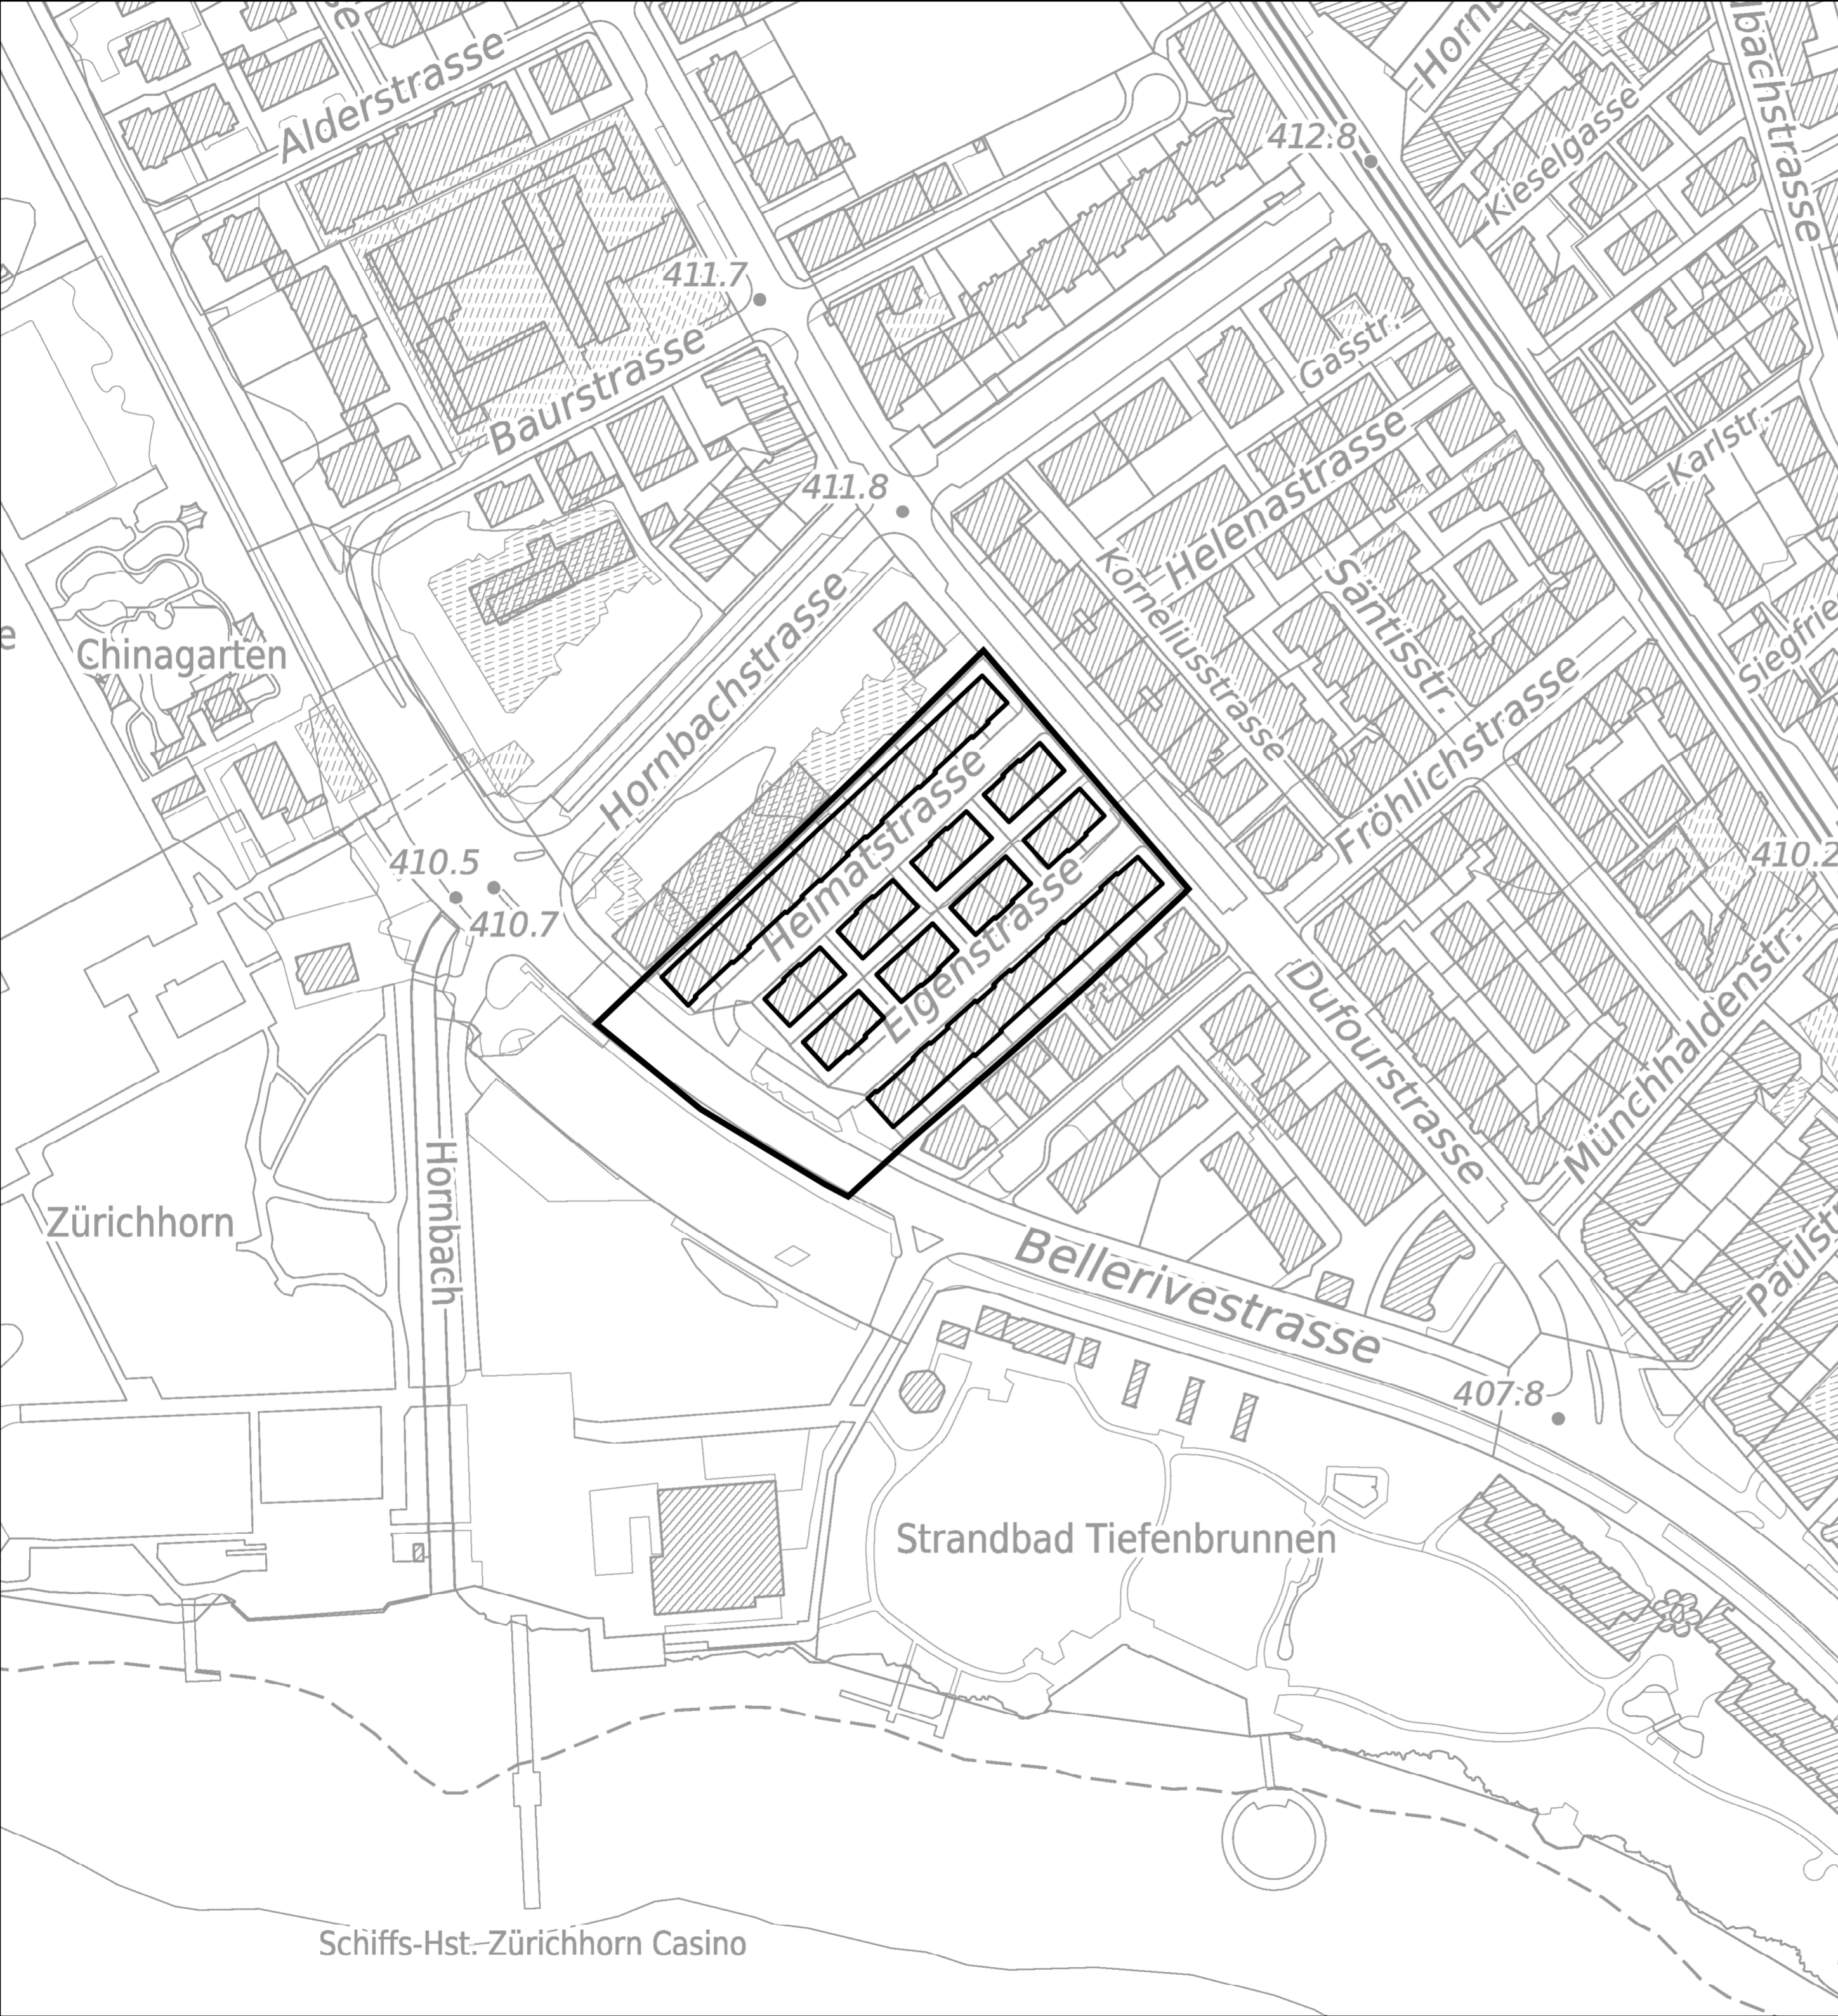 Alderstrasse
Hornb
lbachstrasse
412.8
Kieselgasse
411.7
Baurstrasse
Gasstr.
Karlstr.
411.8
Helenastrasse
Korneliusstrasse
Säntisstr.
Siegfrie
Chinagarten
Hornbachstrasse
Fröhlichstrasse
410.5
410.7
Heimatstrasse
Eigenstrasse
410.2
Dufourstrasse
Münchhaldenstr.
Hornbach
Zürichhorn
Bellerivestrasse
Paulstr
407.8
Strandbad Tiefenbrunnen
Schiffs-Hst. Zürichhorn Casino